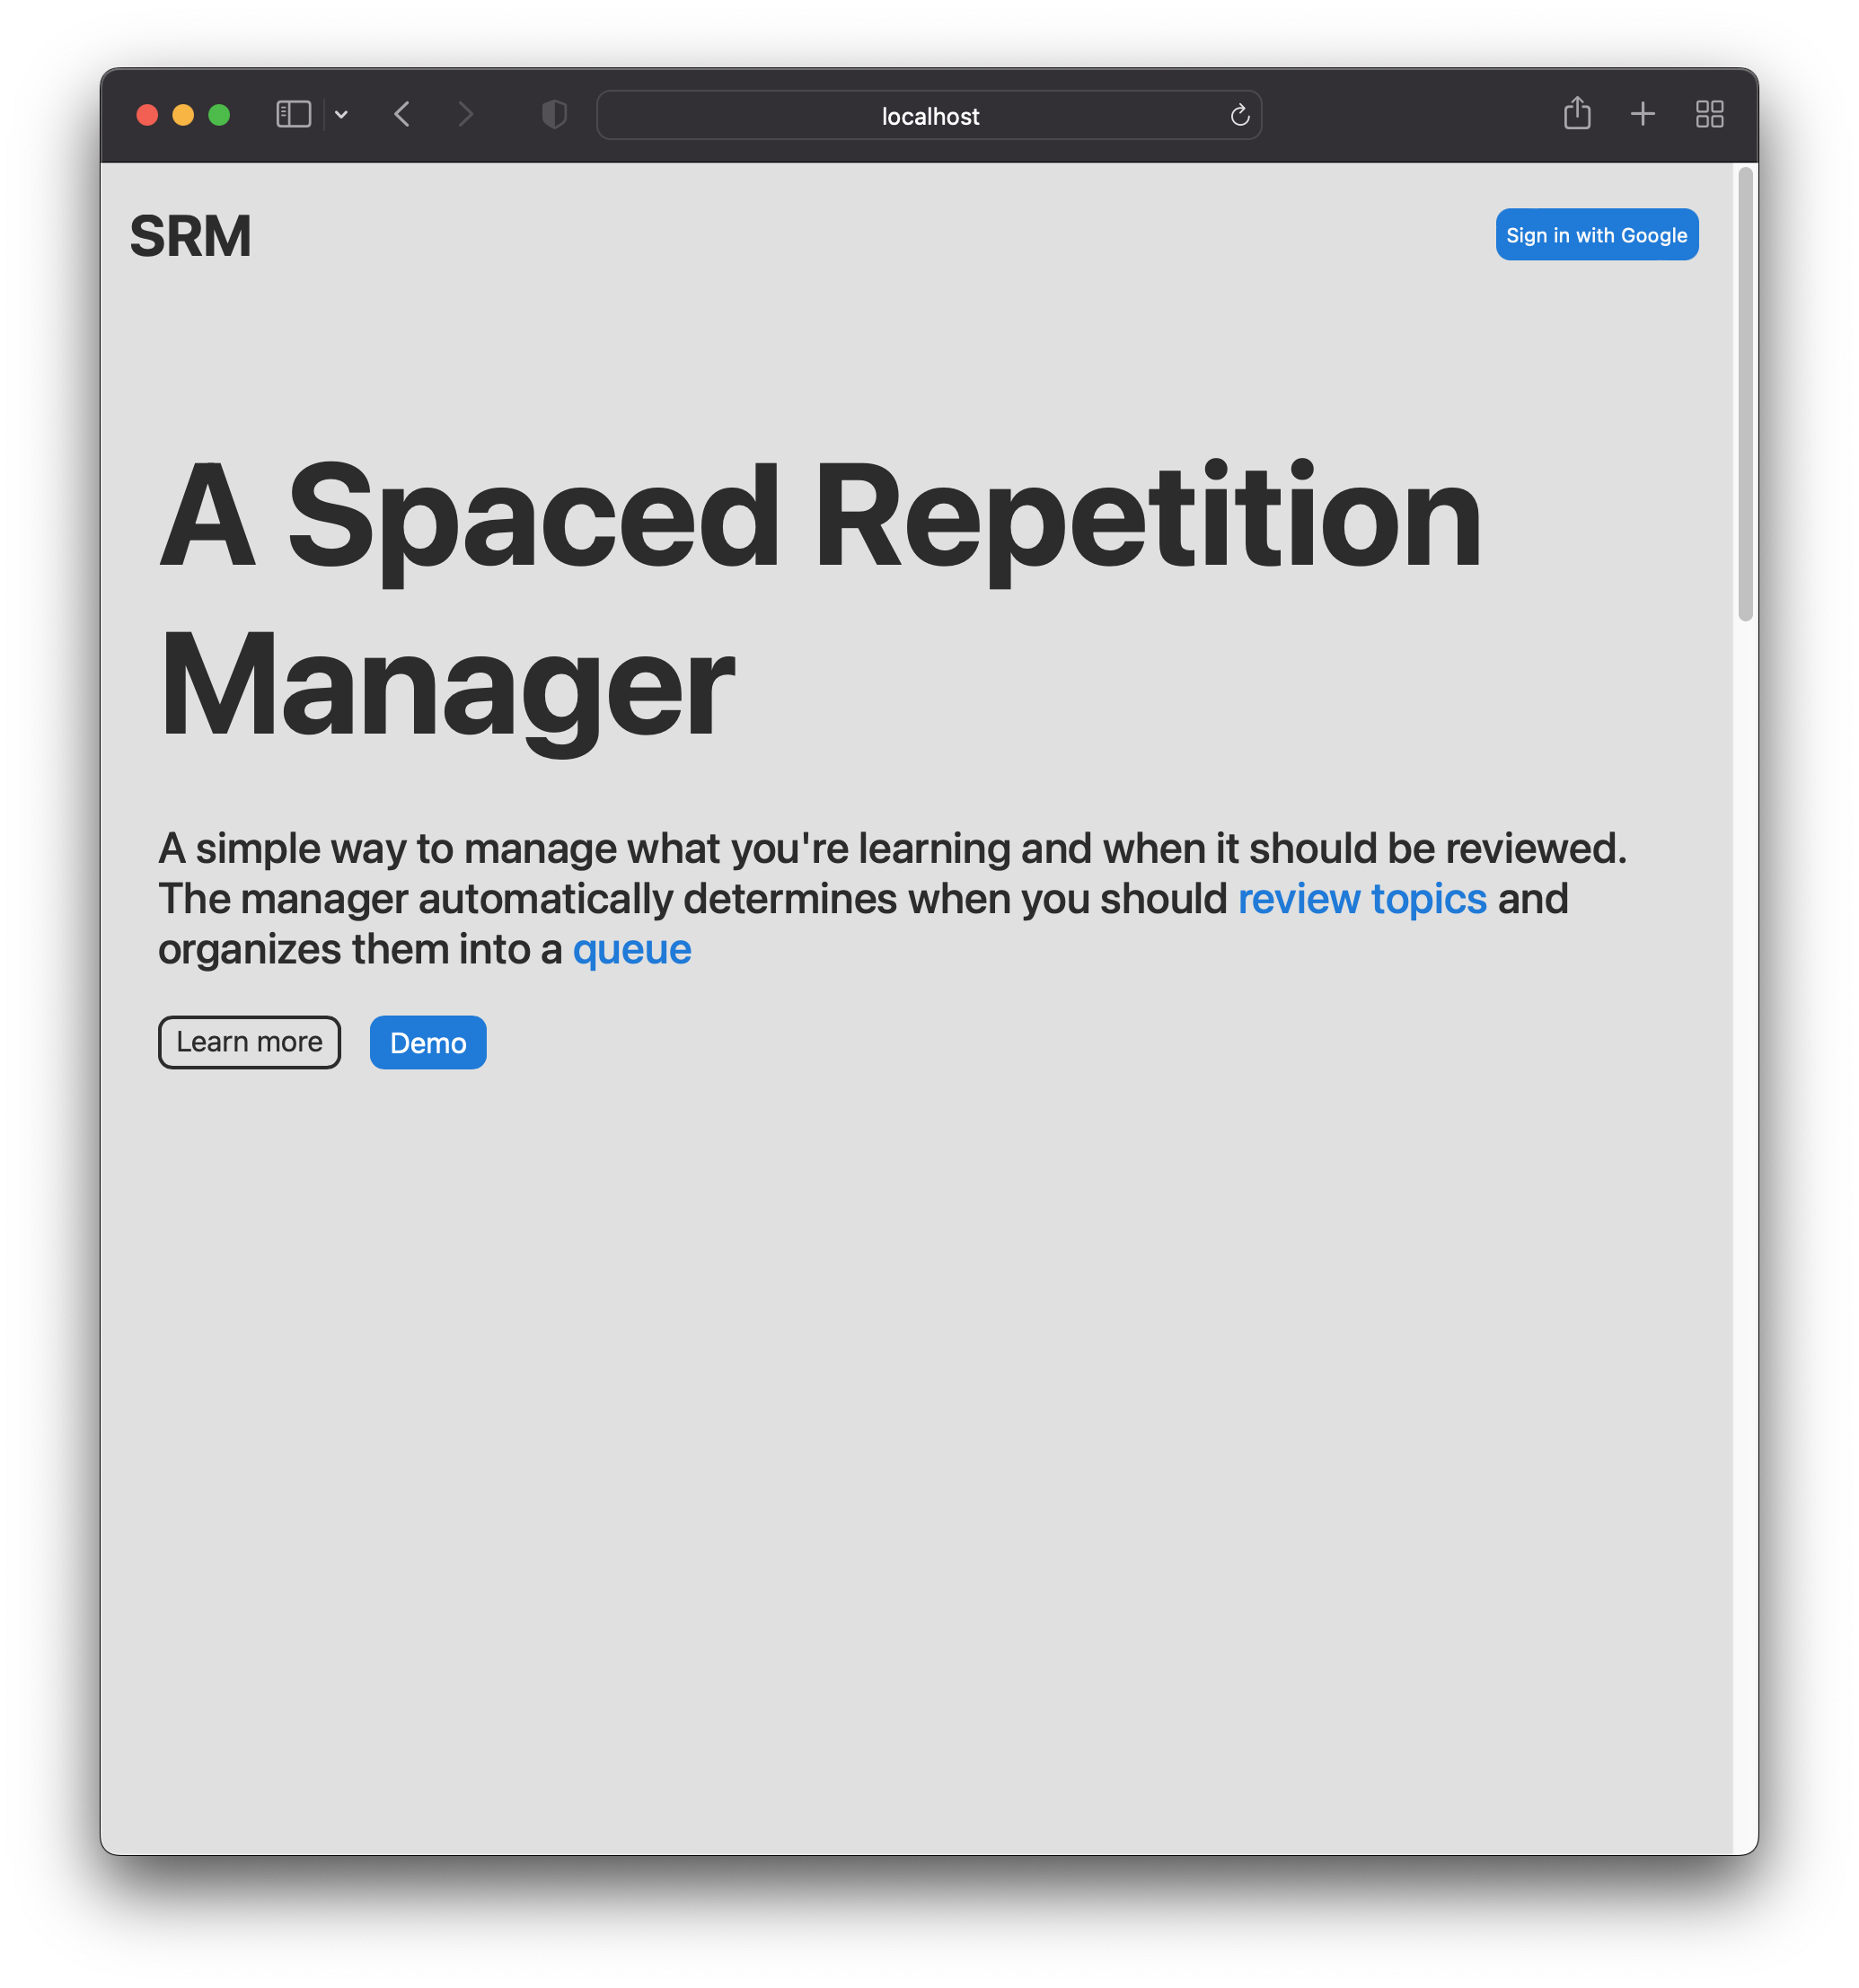 localhost
SRM
Sign in with Google
A Spaced Repetition
Manager
A simple way to manage what you're learning and when it should be reviewed.
The manager automatically determines when you should review topics and
organizes them into a queue
Learn more
Demo